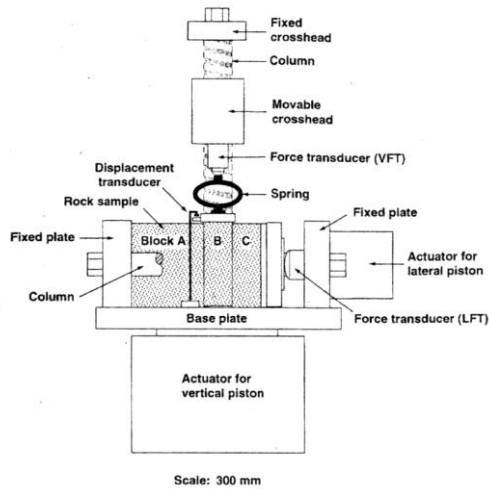 Fixed
crosshead
Column
Movable
crosshead
Force transducer (VFT)
Displacement
transducer
Spring
Rock sample
Fixed plate
Fixed plate
Block A
B
C
Actuator for
lateral piston
Column
Force transducer (LFT)
Base plate
Actuator for
vertical piston
Scale: 300 mm